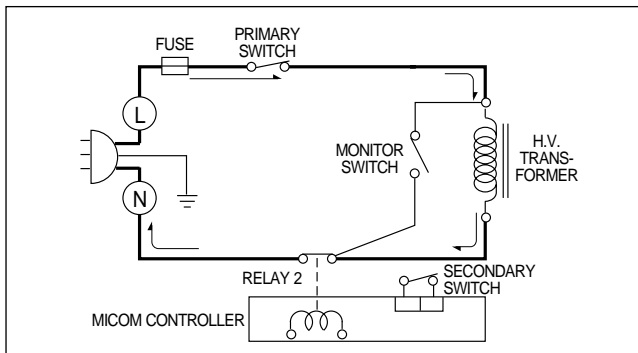 FUSE
PRIMARY
SWITCH
L
MONITOR
SWITCH
H.V.
TRANS-
FORMER
N
RELAY 2
SECONDARY
SWITCH
MICOM CONTROLLER